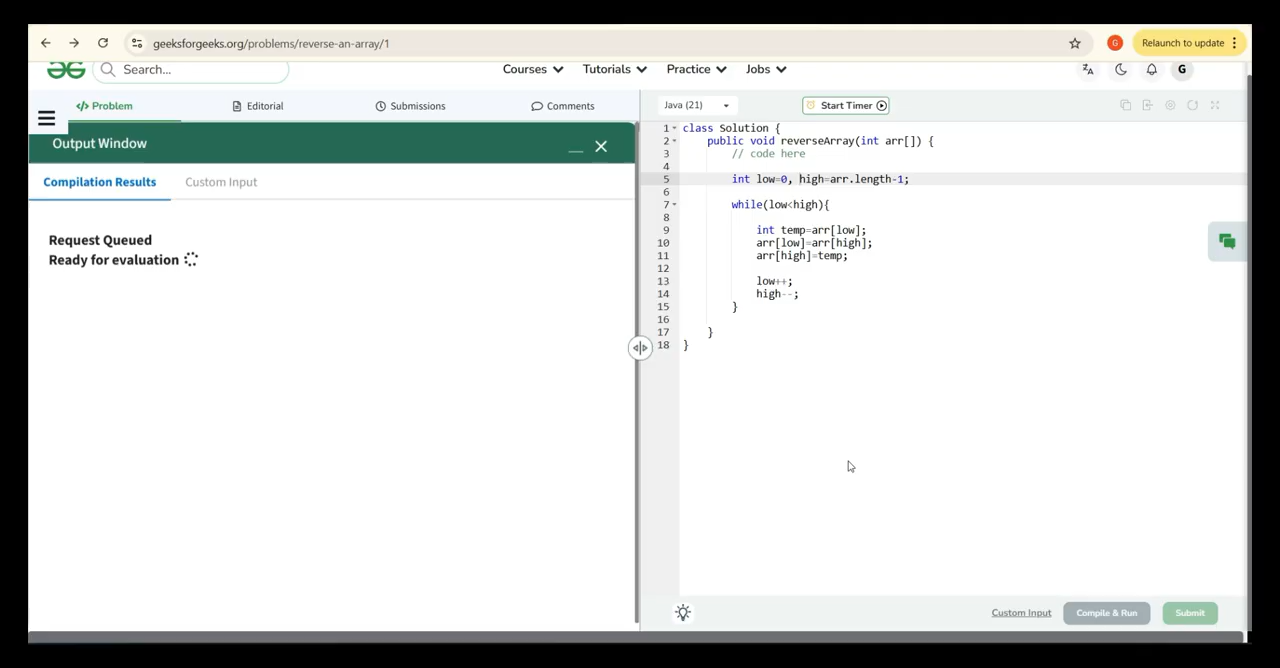 geeksforgeeks.org/problems/reverse-an-array/1
G
Relaunch to update
Search...
Courses
Tutorials
Practice
Jobs
G
</> Problem
Editorial
Submissions
Comments
Java (21)
Start Timer
Output Window
Compilation Results
Custom Input
Request Queued
Ready for evaluation
1 class Solution {
2 public void reverseArray(int arr[]) {
3 // code here
4
5 int low=0, high=arr.length-1;
6
7 while(low<high){
8
9 int temp=arr[low];
10 arr[low]=arr[high];
11 arr[high]=temp;
12
13 low++;
14 high--;
15 }
16
17 }
18 }
Custom Input
Compile & Run
Submit